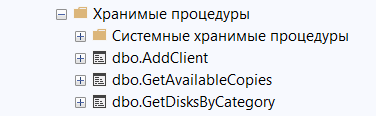 Хранимые процедуры
Системные хранимые процедуры
dbo.AddClient
dbo.GetAvailableCopies
dbo.GetDisksByCategory